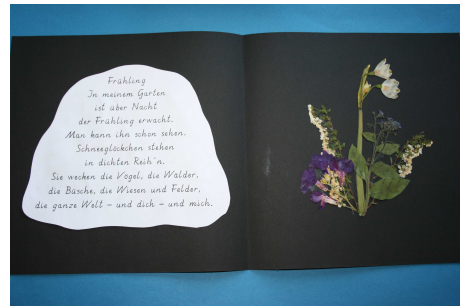 Frühling
In meinem Garten
ist über Nacht
der Frühling erwacht.
Man kann ihn schon sehen.
Schneeglöckchen stehen
in dichten Reih´n.
Sie wecken die Vögel, die Wälder,
die Büsche, die Wiesen und Felder,
die ganze Welt – und dich – und mich.